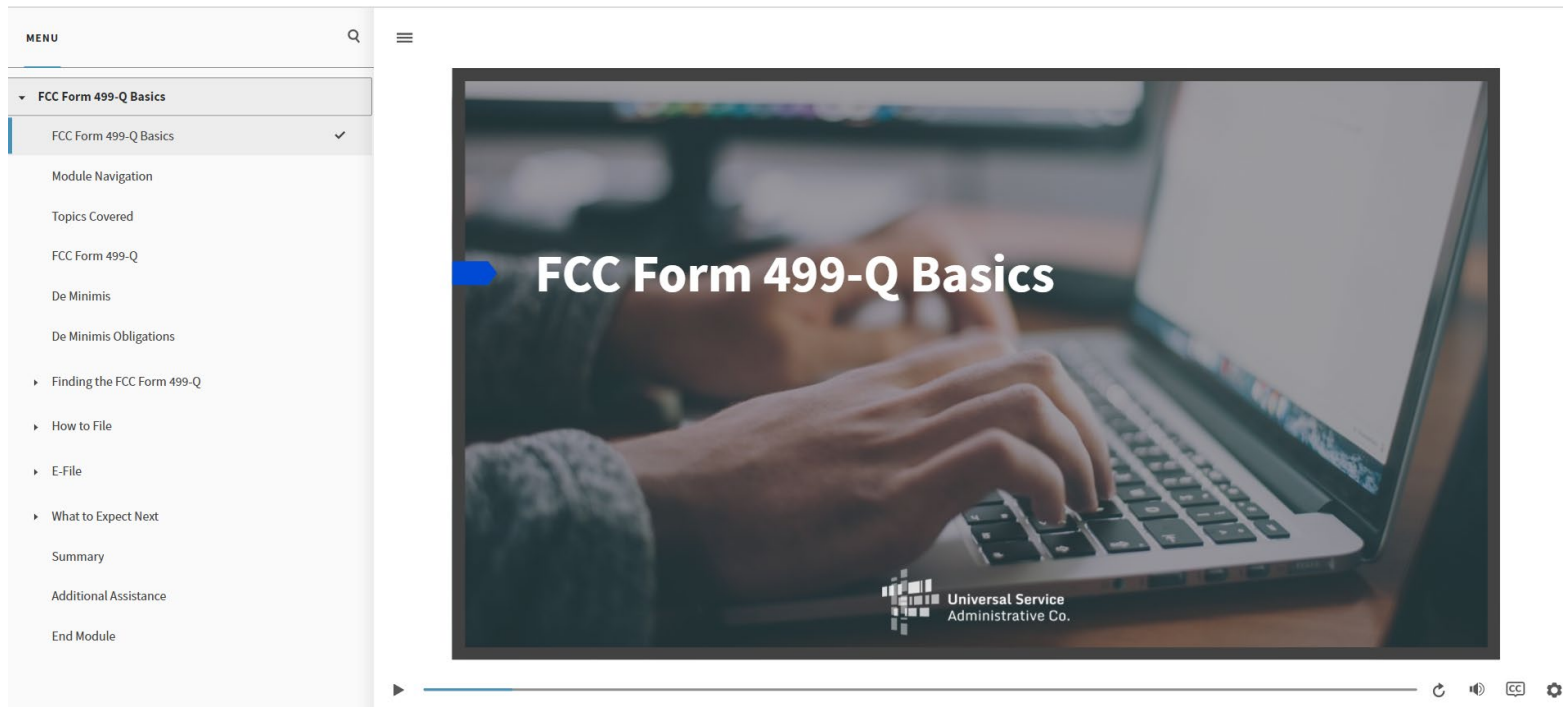 MENU
FCC Form 499-Q Basics
FCC Form 499-Q Basics
Module Navigation
Topics Covered
FCC Form 499-Q
De Minimis
De Minimis Obligations
Finding the FCC Form 499-Q
How to File
E-File
What to Expect Next
Summary
Additional Assistance
End Module
FCC Form 499-Q Basics
Universal Service
Administrative Co.
CC